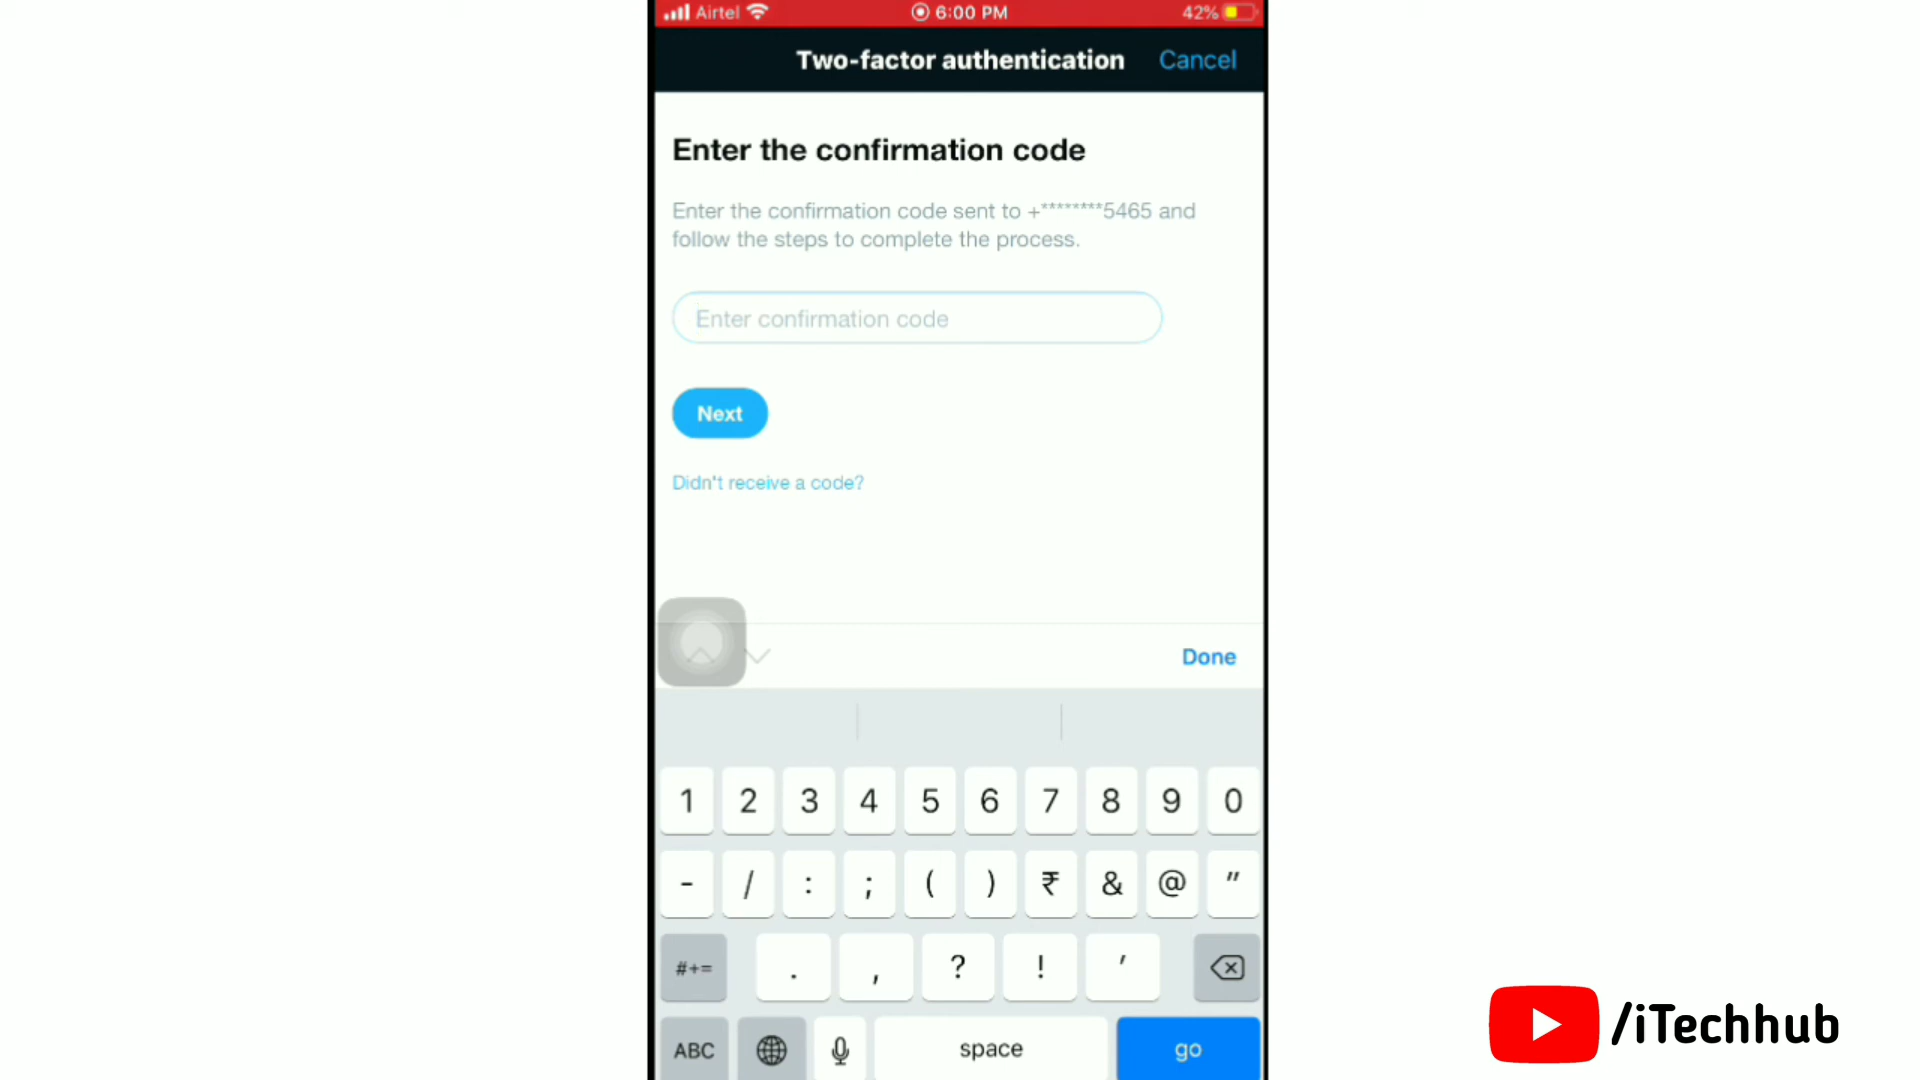 Airtel 6:00 PM 42%
Two-factor authentication Cancel
Enter the confirmation code
Enter the confirmation code sent to +********5465 and
follow the steps to complete the process.
Enter confirmation code
Next
Didn't receive a code?
Done
1 2 3 4 5 6 7 8 9 0
- / : ; ( ) ₹ & @ "
#+= . , ? ! '
ABC space go
/iTechhub